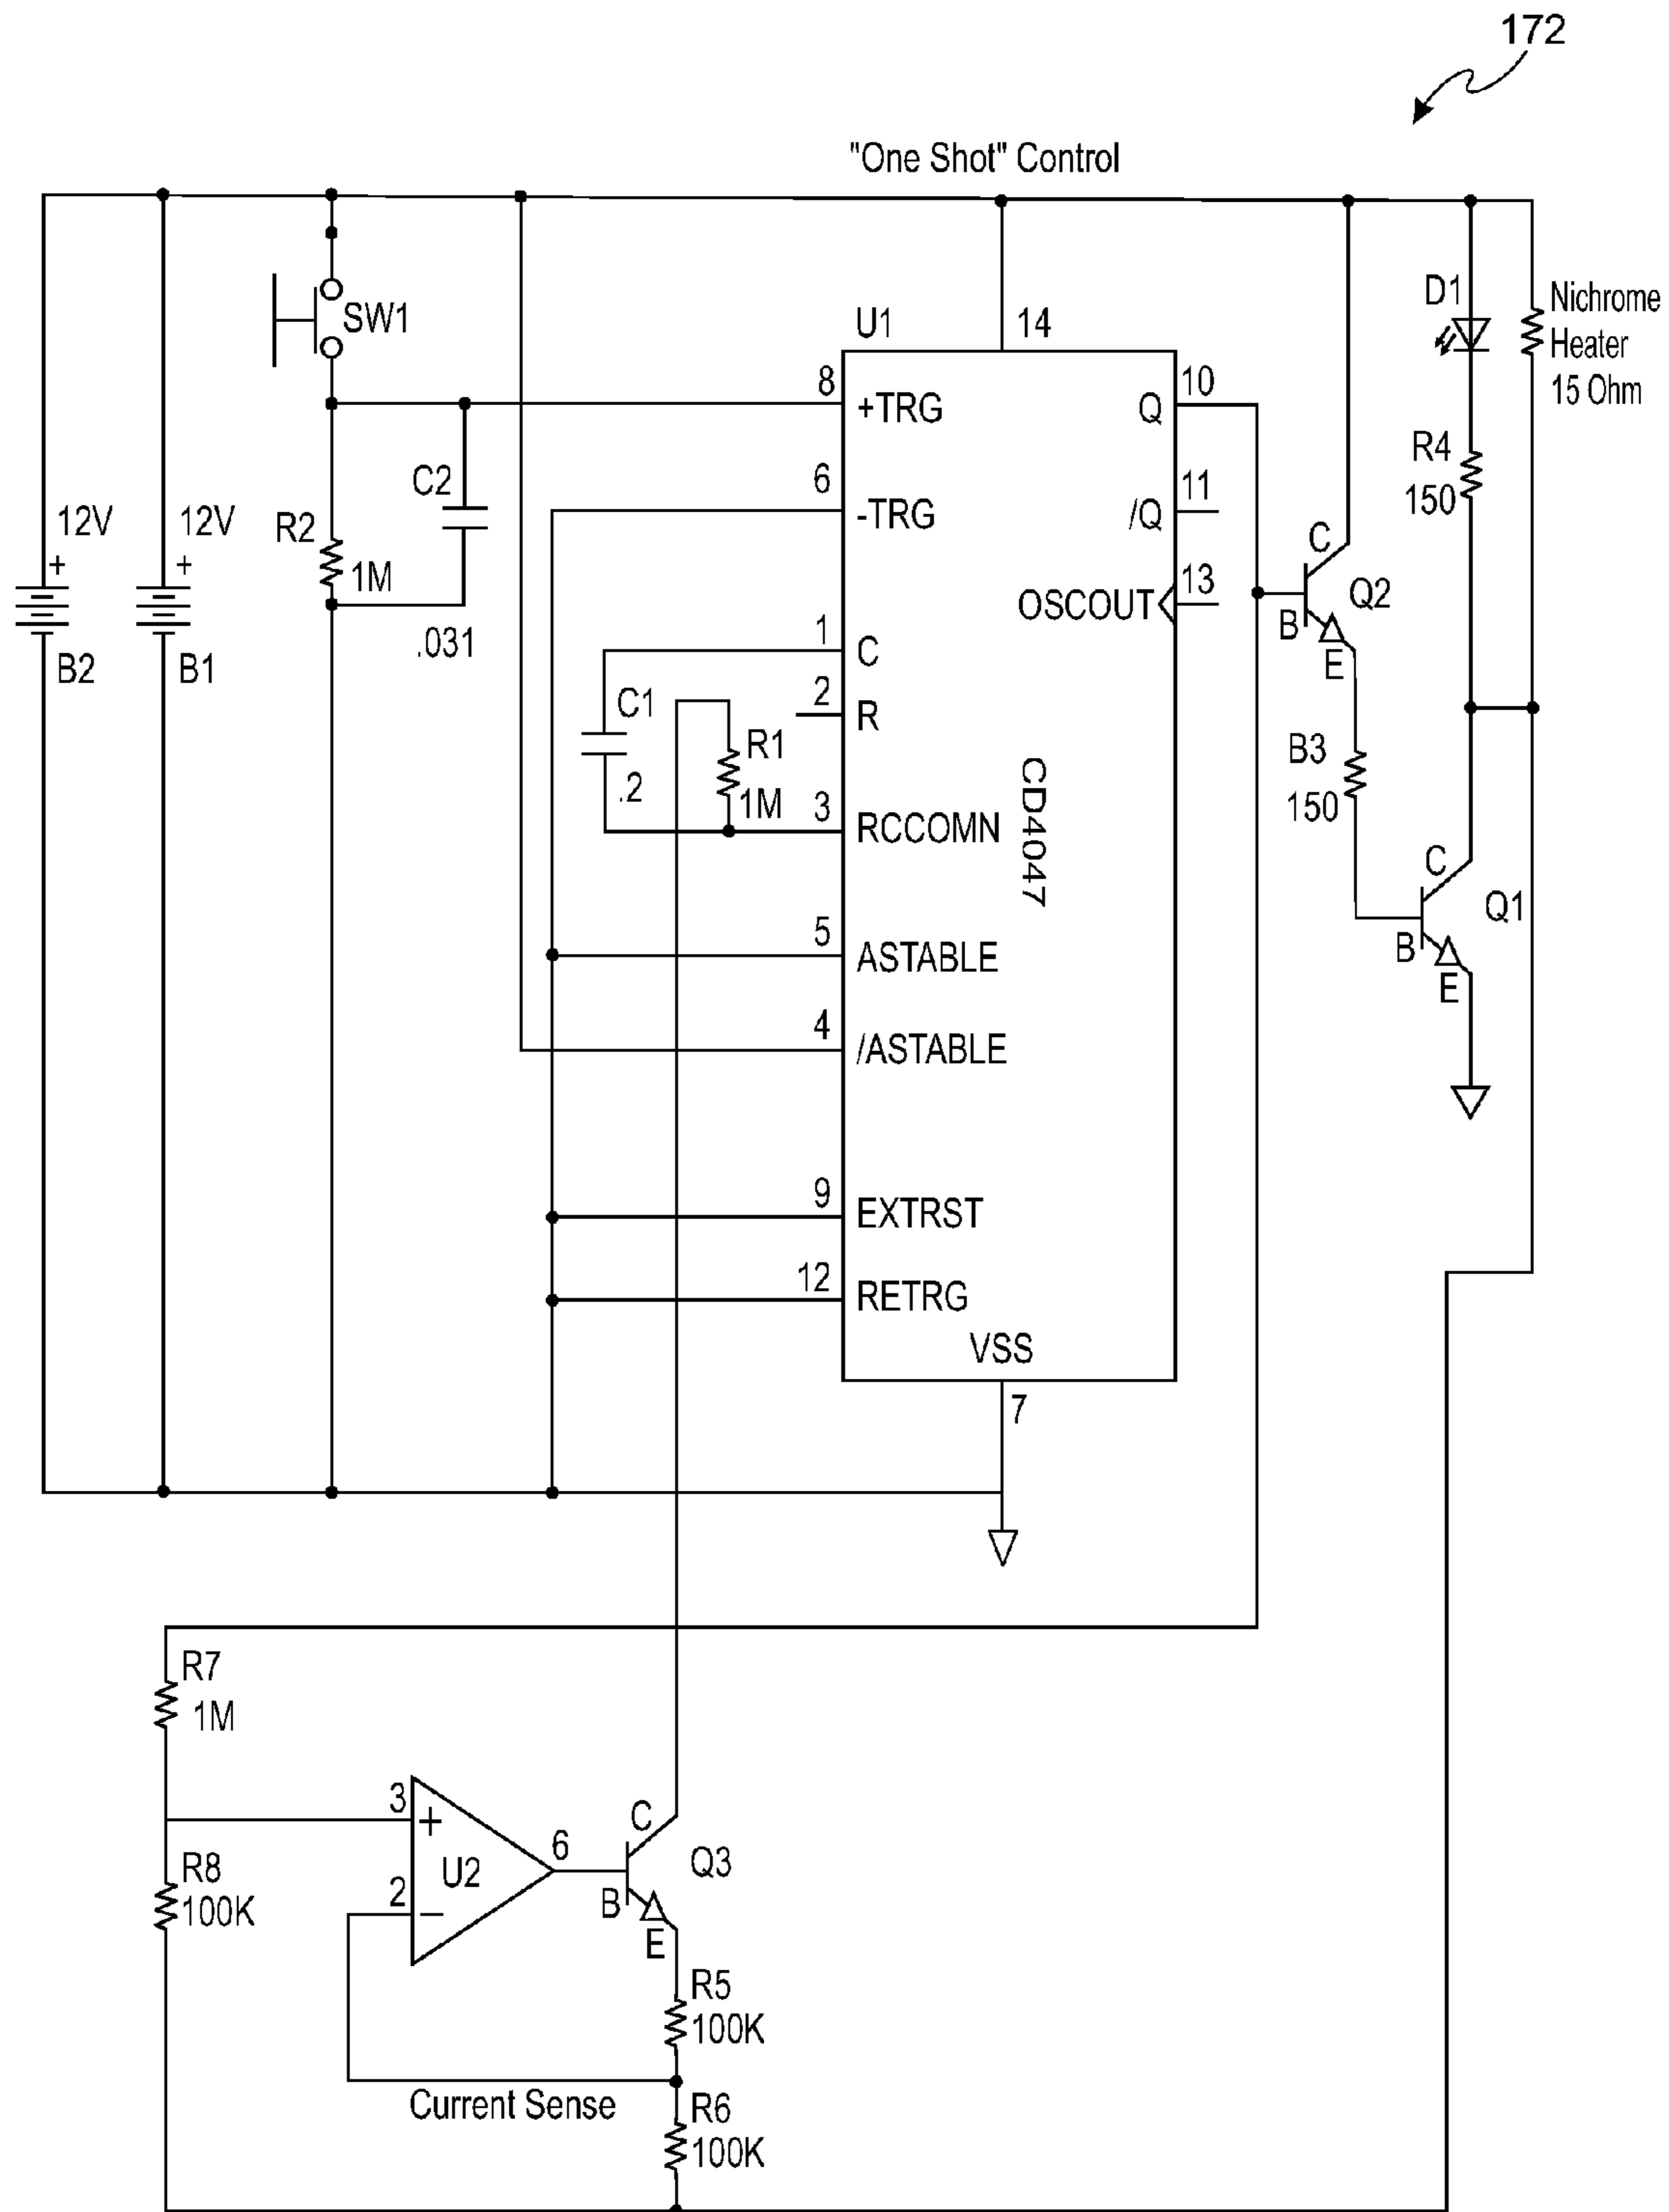 172
"One Shot" Control
SW1
U1
14
D1
Nichrome
Heater
15 Ohm
8
+TRG
Q
10
R4
150
C2
6
-TRG
/Q
11
12V
+
12V
+
R2
1M
OSCOUT
13
C
Q2
B
E
.031
B2
B1
1
C
C1
2
R
R1
1M
.2
3
RCCOMN
CD4047
B3
150
C
Q1
B
E
5
ASTABLE
4
/ASTABLE
9
EXTRST
12
RETRG
VSS
7
R7
1M
3
+
U2
6
C
Q3
B
E
R8
100K
2
−
R5
100K
Current Sense
R6
100K